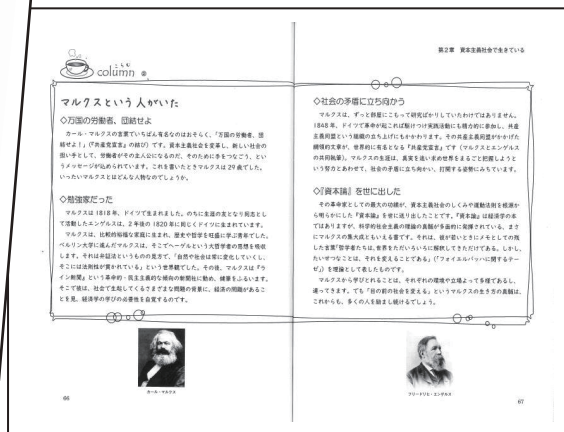 こらむ
column ②
マルクスという人がいた
◇万国の労働者、団結せよ
カール・マルクスの言葉でいちばん有名なのはおそらく、「万国の労働者、団
結せよ!」(『共産党宣言』の結び)です。資本主義社会を変革し、新しい社会の
担い手として、労働者がその主人公になるのだ、そのために手をつなごう、とい
うメッセージが込められています。これを書いたときマルクスは29歳でした。
いったいマルクスとはどんな人物なのでしょうか。
◇勉強家だった
マルクスは1818年、ドイツで生まれました。のちに生涯の友となり同志とし
て活動したエンゲルスは、2年後の1820年に同じくドイツに生まれています。
マルクスは、比較的裕福な家庭に生まれ、歴史や哲学を旺盛に学ぶ青年でした。
ベルリン大学に進んだマルクスは、そこでヘーゲルという大哲学者の思想を吸収
します。それは弁証法というものの見方で、「自然や社会は常に変化していくし、
そこには法則性が貫かれている」という世界観でした。その後、マルクスは『ラ
イン新聞』という革命的・民主主義的な傾向の新聞社に勤め、健筆をふるいます。
そこで彼は、社会で生起してくるさまざまな問題の背景に、経済の問題があるこ
とを見、経済学の学びの必要性を自覚するのです。
カール・マルクス
66
第2章 資本主義社会で生きている
◇社会の矛盾に立ち向かう
マルクスは、ずっと部屋にこもって研究ばかりしていたわけではありません。
1848年、ドイツで革命が起これば駆けつけ実践活動にも積極的に参加し、共産
主義同盟という組織の立ち上げにもかかわります。その共産主義同盟がかかげた
綱領的文章が、世界的に有名となる『共産党宣言』です(マルクスとエンゲルス
の共同執筆)。マルクスの生涯は、真実を追い求め世界をまるごと把握しようと
いう努力とあわせて、社会の矛盾に立ち向かい、打開する姿勢にみちています。
◇『資本論』を世に出した
その革命家としての最大の功績が、資本主義社会のしくみや運動法則を根源か
ら明らかにした『資本論』を世に送り出したことです。『資本論』は経済学の本
ではありますが、科学的社会主義の理論の真髄が多面的に発揮されている、まさ
にマルクスの集大成ともいえる書です。それは、彼が若いときにメモとしての残
した言葉「哲学者たちは、世界をただいろいろに解釈してきただけである。しかし、
たいせつなことは、それを変えることである」(「フォイエルバッハに関するテー
ゼ」)を理論として表したものです。
マルクスから学びとれることは、それぞれの環境や立場よって多様であるし、
違ってきます。でも「目の前の社会を変える」というマルクスの生き方の真髄は、
これからも、多くの人を励まし続けるでしょう。
フリードリヒ・エンゲルス
67